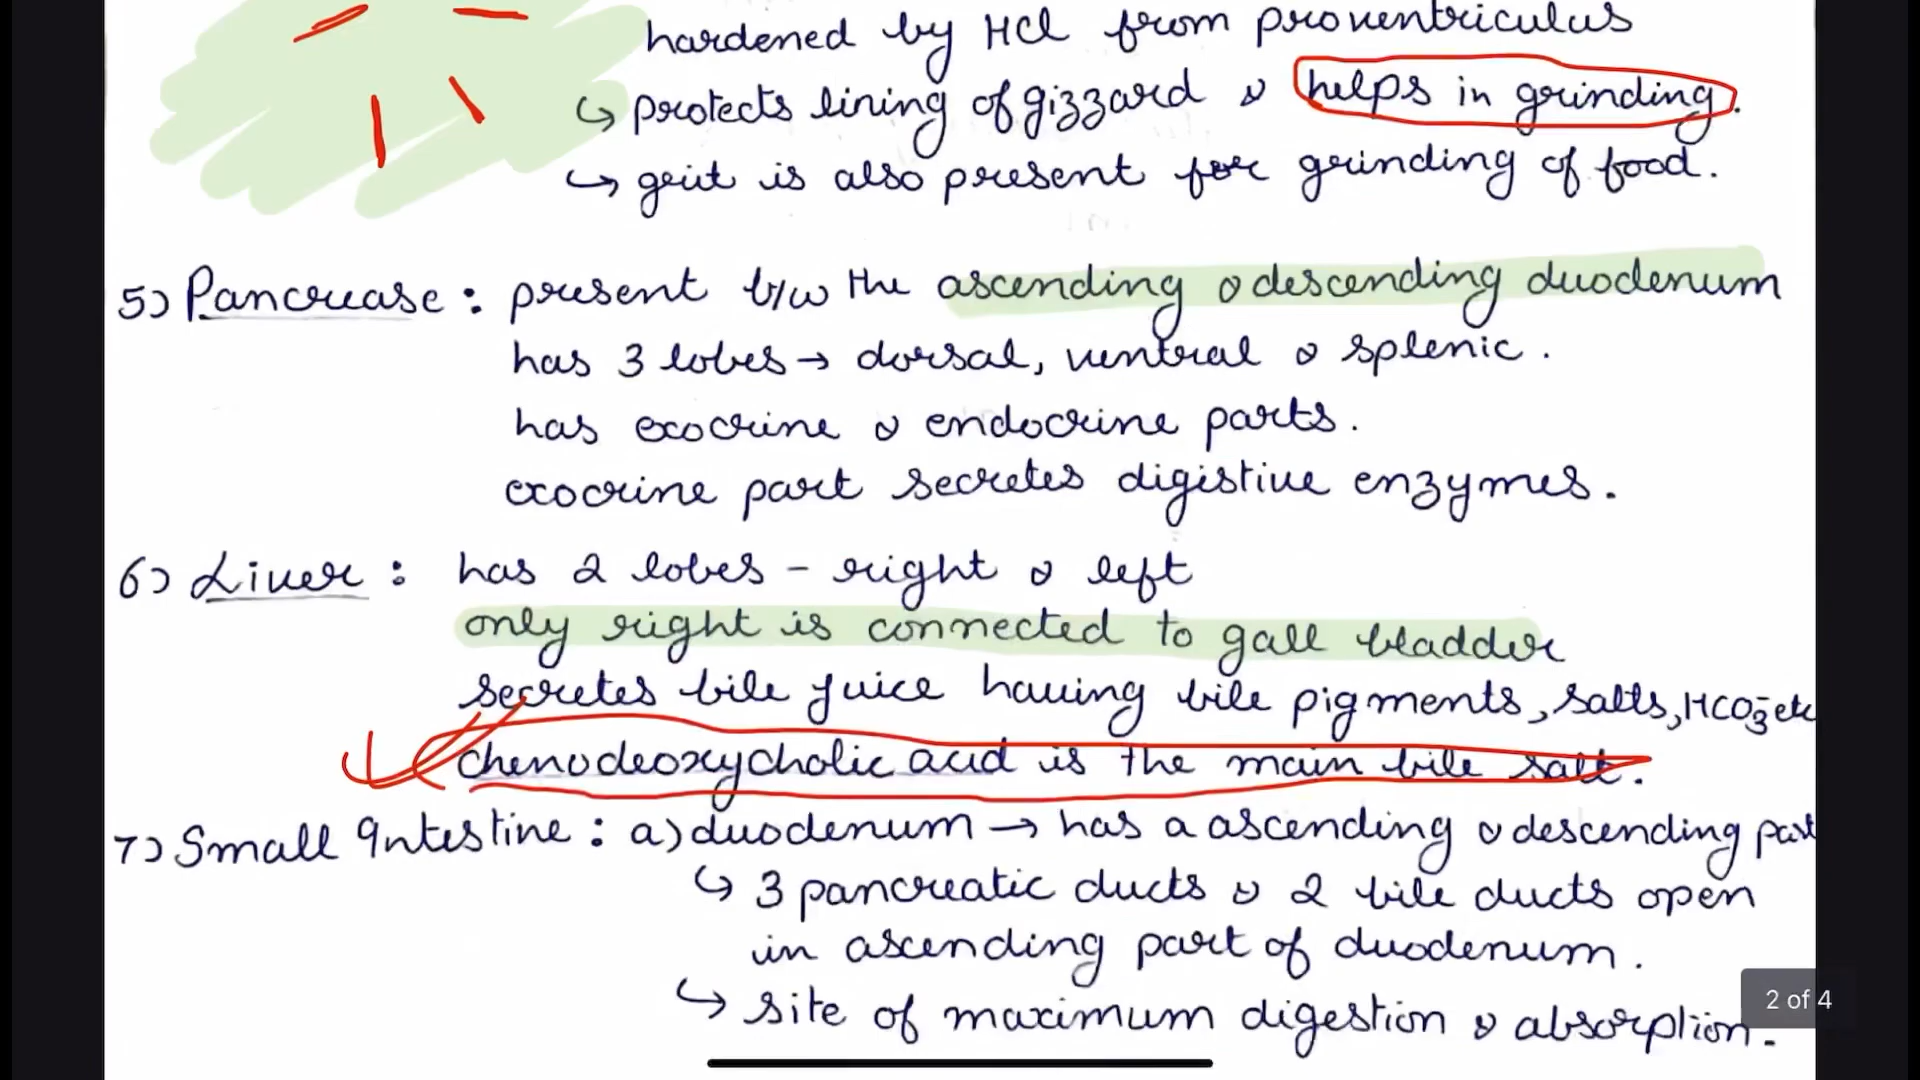 hardened by HCl from proventriculus
↳ protects lining of gizzard & helps in grinding.
↳ grit is also present for grinding of food.
5) Pancrease : present b/w the ascending & descending duodenum
has 3 lobes → dorsal, ventral & splenic.
has exocrine & endocrine parts.
exocrine part secretes digistive enzymes.
6) Liver : has 2 lobes - right & left
only right is connected to gall bladder
secretes bile juice having bile pigments, salts, HCO₃⁻ etc
chenodeoxycholic acid is the main bile salt.
7) Small Intestine : a) duodenum → has a ascending & descending part
↳ 3 pancreatic ducts & 2 bile ducts open
in ascending part of duodenum.
↳ site of maximum digestion & absorption.
2 of 4